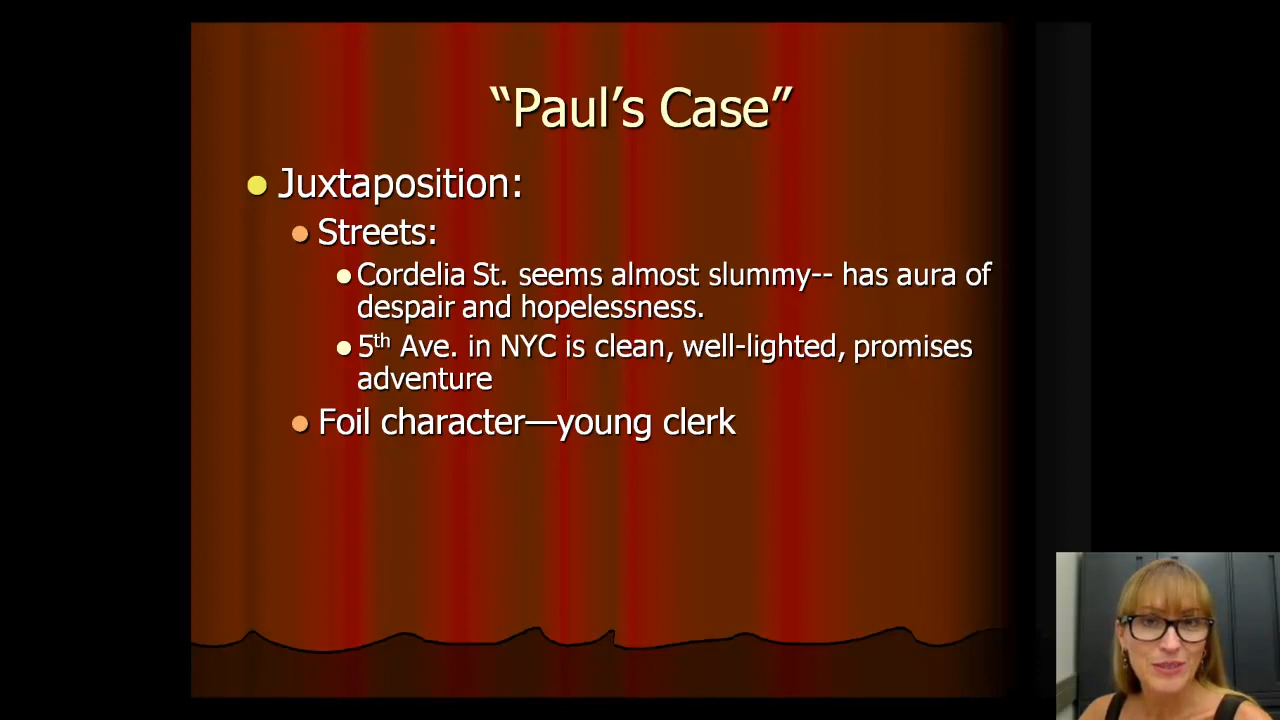 “Paul’s Case”
Juxtaposition:
Streets:
Cordelia St. seems almost slummy-- has aura of
despair and hopelessness.
5th Ave. in NYC is clean, well-lighted, promises
adventure
Foil character—young clerk